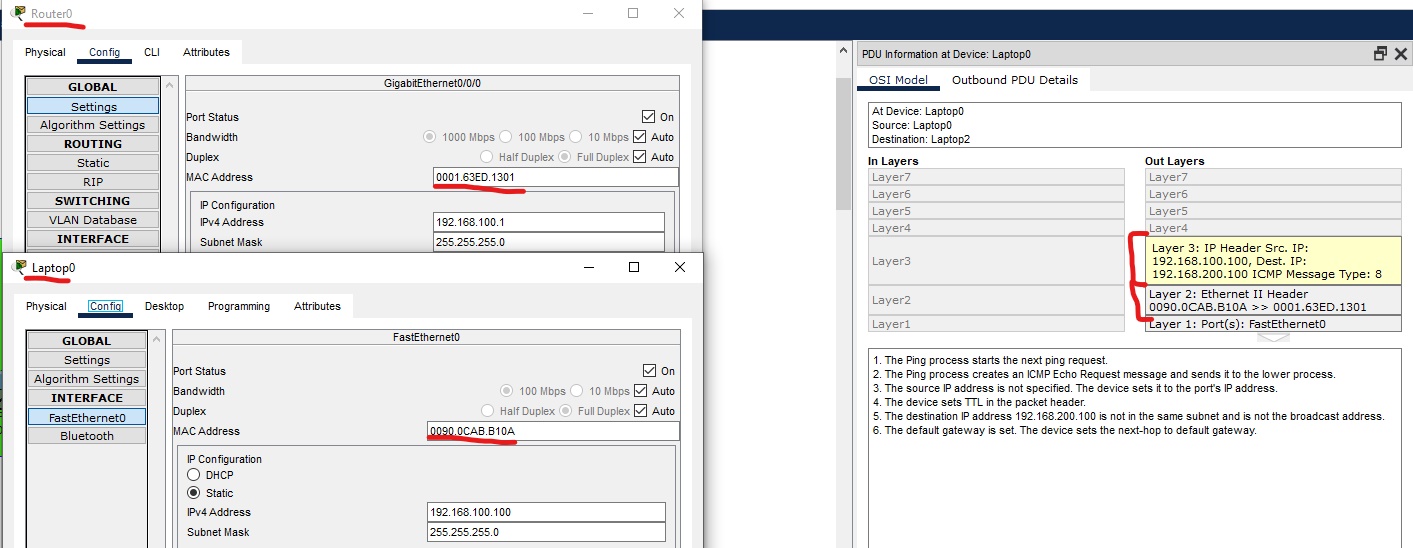 Router0
Physical Config CLI Attributes
GLOBAL
Settings
Algorithm Settings
ROUTING
Static
RIP
SWITCHING
VLAN Database
INTERFACE
GigabitEthernet0/0/0
Port Status On
Bandwidth 1000 Mbps 100 Mbps 10 Mbps Auto
Duplex Half Duplex Full Duplex Auto
MAC Address 0001.63ED.1301
IP Configuration
IPv4 Address 192.168.100.1
Subnet Mask 255.255.255.0
Laptop0
Physical Config Desktop Programming Attributes
GLOBAL
Settings
Algorithm Settings
INTERFACE
FastEthernet0
Bluetooth
FastEthernet0
Port Status On
Bandwidth 100 Mbps 10 Mbps Auto
Duplex Half Duplex Full Duplex Auto
MAC Address 0090.0CAB.B10A
IP Configuration
DHCP
Static
IPv4 Address 192.168.100.100
Subnet Mask 255.255.255.0
PDU Information at Device: Laptop0
OSI Model Outbound PDU Details
At Device: Laptop0
Source: Laptop0
Destination: Laptop2
In Layers
Layer7
Layer6
Layer5
Layer4
Layer3
Layer2
Layer1
Out Layers
Layer7
Layer6
Layer5
Layer4
Layer 3: IP Header Src. IP:
192.168.100.100, Dest. IP:
192.168.200.100 ICMP Message Type: 8
Layer 2: Ethernet II Header
0090.0CAB.B10A >> 0001.63ED.1301
Layer 1: Port(s): FastEthernet0
1. The Ping process starts the next ping request.
2. The Ping process creates an ICMP Echo Request message and sends it to the lower process.
3. The source IP address is not specified. The device sets it to the port's IP address.
4. The device sets TTL in the packet header.
5. The destination IP address 192.168.200.100 is not in the same subnet and is not the broadcast address.
6. The default gateway is set. The device sets the next-hop to default gateway.